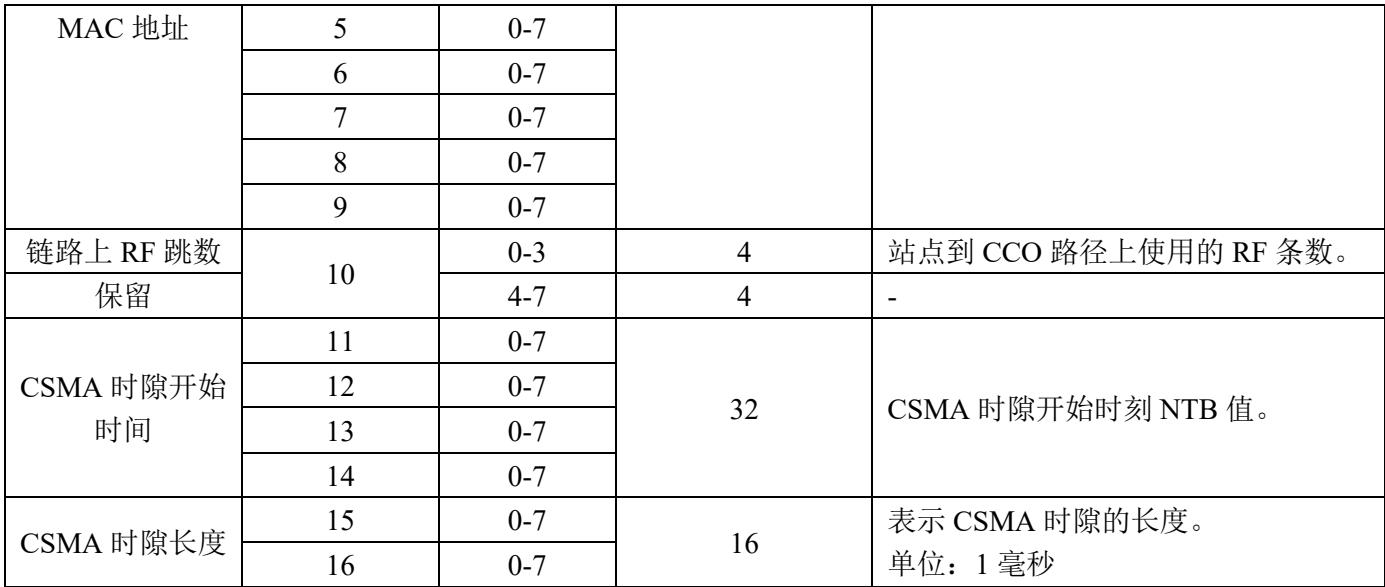 MAC 地址 5 0-7
6 0-7
7 0-7
8 0-7
9 0-7
链路上 RF 跳数 10 0-3 4 站点到 CCO 路径上使用的 RF 条数。
保留 4-7 4 -
CSMA 时隙开始
时间 11 0-7 32 CSMA 时隙开始时刻 NTB 值。
12 0-7
13 0-7
14 0-7
CSMA 时隙长度 15 0-7 16 表示 CSMA 时隙的长度。
单位：1 毫秒
16 0-7